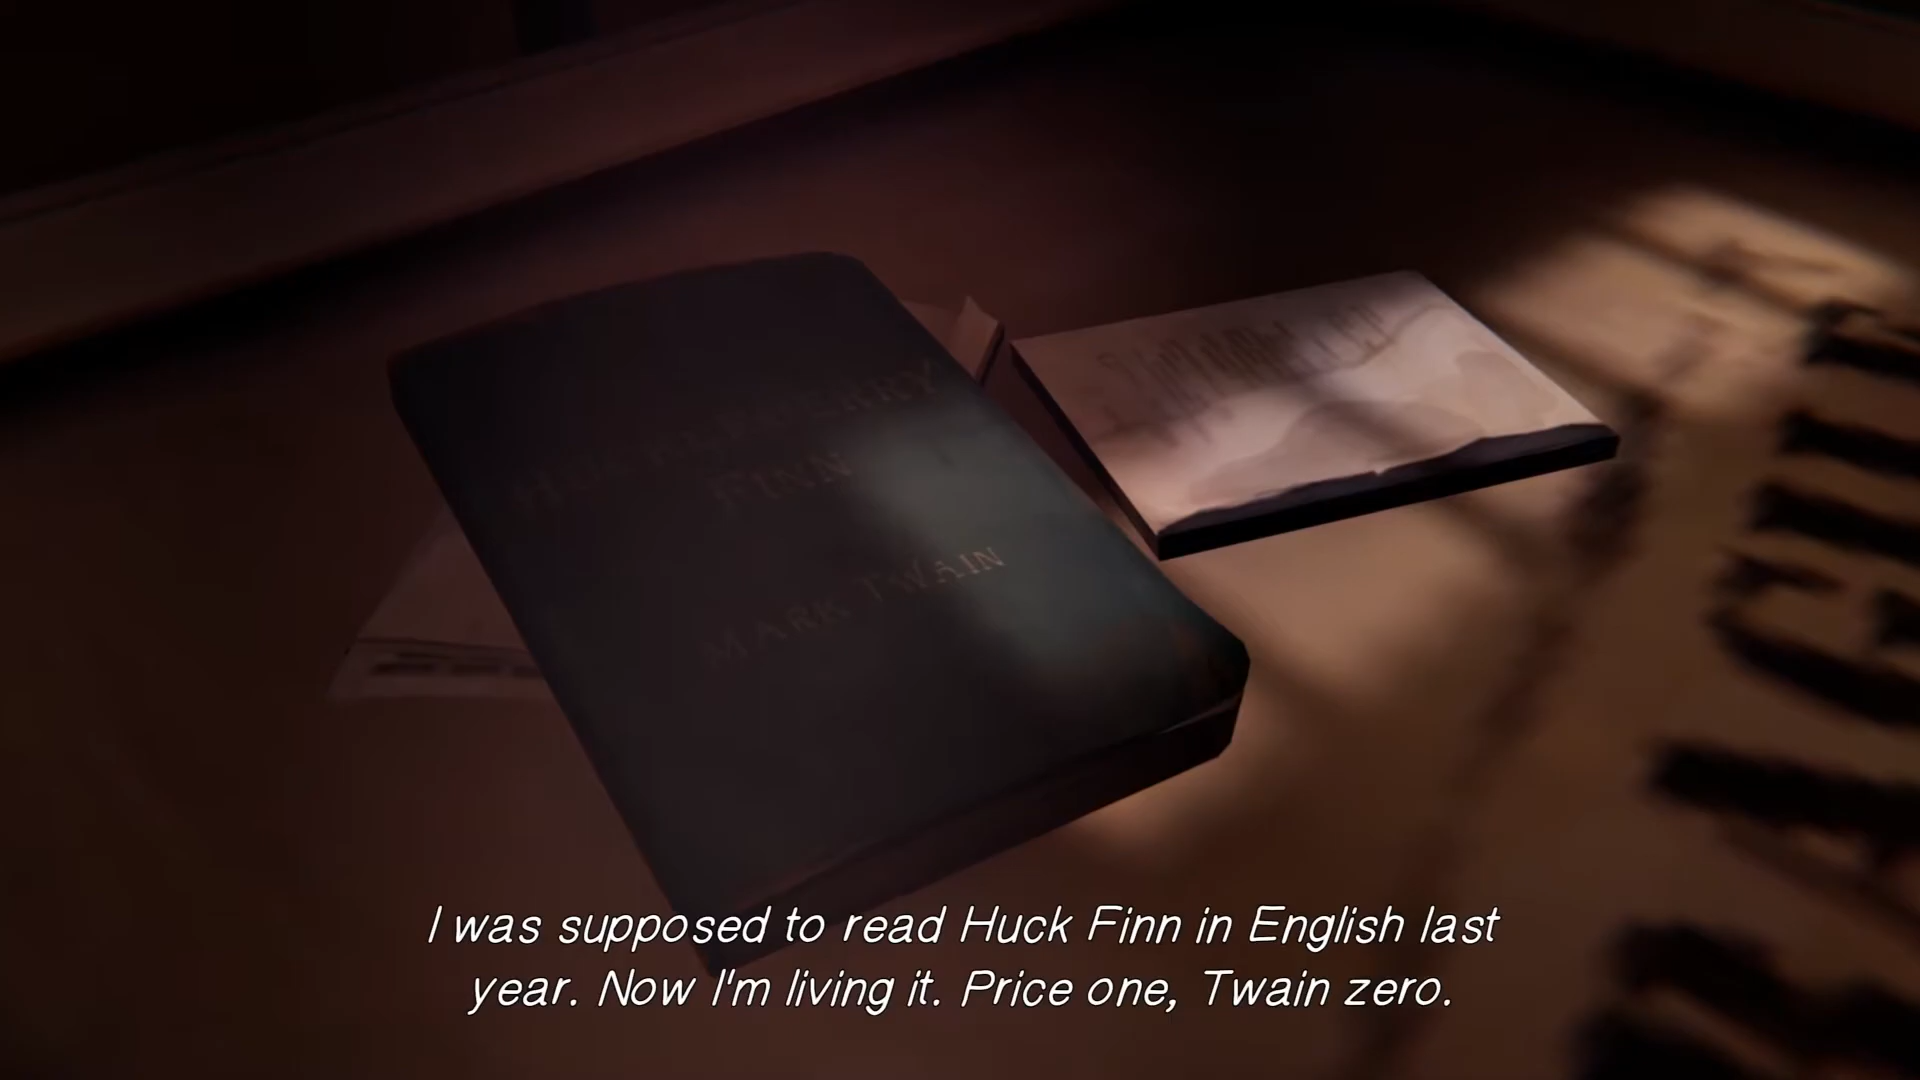 HUCKLEBERRY
FINN
MARK TWAIN
I was supposed to read Huck Finn in English last
year. Now I'm living it. Price one, Twain zero.